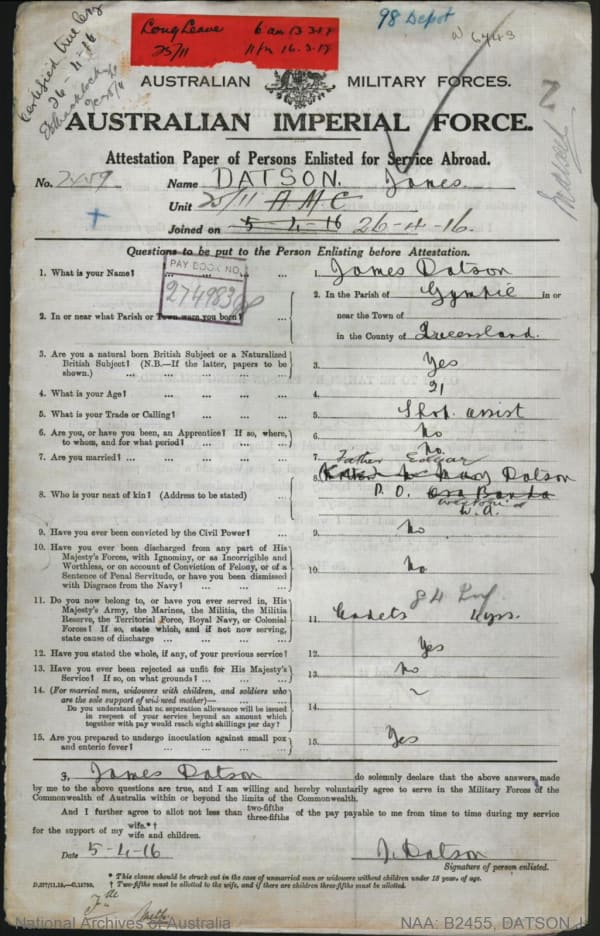 Long Leave 6 am 13.3.18
25/11 11 pm 16.3.18
98 Depot
Certified true Copy
26-4-16
AUSTRALIAN MILITARY FORCES.
AUSTRALIAN IMPERIAL FORCE.
Attestation Paper of Persons Enlisted for Service Abroad.
No. Name DATSON. James.
Unit 25/11 A M C
Joined on 5-4-16 26-4-16.
Questions to be put to the Person Enlisting before Attestation.
PAY BOOK NO.
274983
1. What is your Name? ... ... ... 1. James Datson
2. In or near what Parish or Town were you born? 2. In the Parish of Gympie in or
near the Town of
in the County of Queensland.
3. Are you a natural born British Subject or a Naturalized
British Subject? (N.B.—If the latter, papers to be
shown.) ... ... ... ... 3. Yes
4. What is your Age? ... ... ... 4. 21
5. What is your Trade or Calling? ... ... ... 5. Shop. assist
6. Are you, or have you been, an Apprentice? If so, where,
to whom, and for what period? ... ... 6. No
7. Are you married? ... ... ... ... 7. No.
Father Edgar
8. Who is your next of kin? (Address to be stated) ... 8. Mary Datson
P. O. Ora Banda
W. A.
9. Have you ever been convicted by the Civil Power? ... 9. No
10. Have you ever been discharged from any part of His
Majesty's Forces, with Ignominy, or as Incorrigible and
Worthless, or on account of Conviction of Felony, or of a
Sentence of Penal Servitude, or have you been dismissed
with Disgrace from the Navy? ... ... ... 10. No
11. Do you now belong to, or have you ever served in, His
Majesty's Army, the Marines, the Militia, the Militia
Reserve, the Territorial Force, Royal Navy, or Colonial
Forces? If so, state which, and if not now serving,
state cause of discharge ... ... ... 11. Cadets 4yrs.
12. Have you stated the whole, if any, of your previous service? 12. Yes
13. Have you ever been rejected as unfit for His Majesty's
Service? If so, on what grounds? ... ... ... 13. No
14. (For married men, widowers with children, and soldiers who
are the sole support of widowed mother)—
Do you understand that no separation allowance will be issued
in respect of your service beyond an amount which
together with pay would reach eight shillings per day? 14. ~
15. Are you prepared to undergo inoculation against small pox
and enteric fever? ... ... ... ... 15. Yes
I, James Datson do solemnly declare that the above answers made
by me to the above questions are true, and I am willing and hereby voluntarily agree to serve in the Military Forces of the
Commonwealth of Australia within or beyond the limits of the Commonwealth.
And I further agree to allot not less than two-fifths three-fifths of the pay payable to me from time to time during my service
for the support of my wife.*† wife and children.
Date 5-4-16 J. Datson
Signature of person enlisted.
* This clause should be struck out in the case of unmarried men or widowers without children under 18 years of age.
† Two-fifths must be allotted to the wife, and if there are children three-fifths must be allotted.
National Archives of Australia NAA: B2455, DATSON J